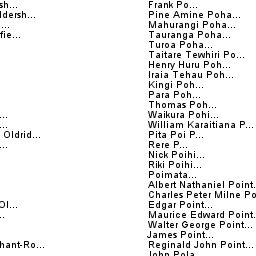 sh...
ldersh...
...
fie...
...
...
Oldrid...
...
Ol...
..
hant-Ro...
Frank Po...
Pine Amine Poha...
Mahurangi Poha...
Tauranga Poha...
Turoa Poha...
Taitare Tewhiri Po...
Henry Huru Poh...
Iraia Tehau Poh...
Kingi Poh...
Para Poh...
Thomas Poh...
Waikura Pohi...
William Karaitiana P...
Pita Poi P...
Rere P...
Nick Poihi...
Riki Poihi...
Poimata...
Albert Nathaniel Point.
Charles Peter Milne Po
Edgar Point...
Maurice Edward Point.
Walter George Point...
James Point...
Reginald John Point...
John Pola